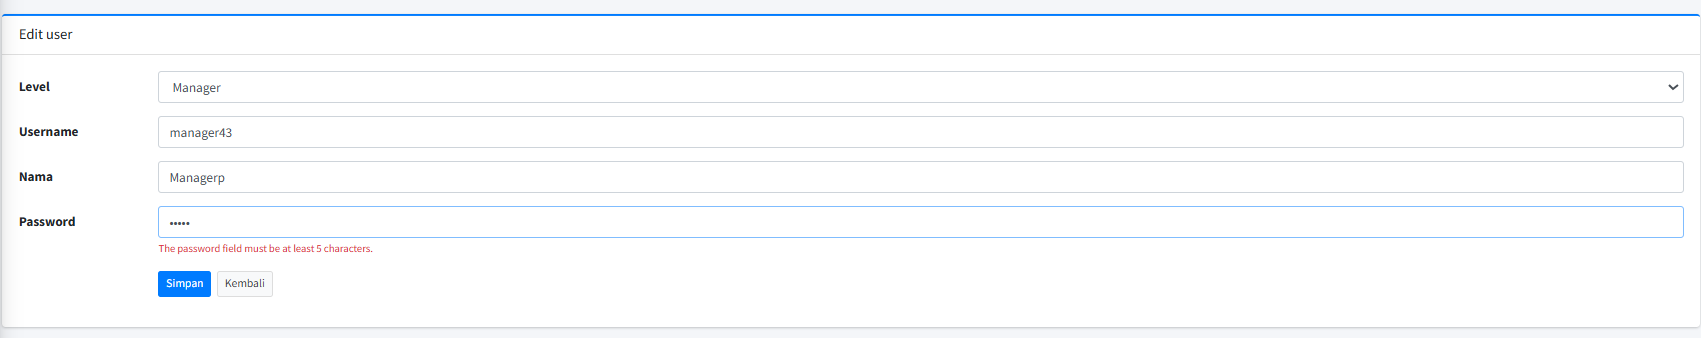 Edit user
Level Manager
Username manager43
Nama Managerp
Password •••••
The password field must be at least 5 characters.
Simpan Kembali